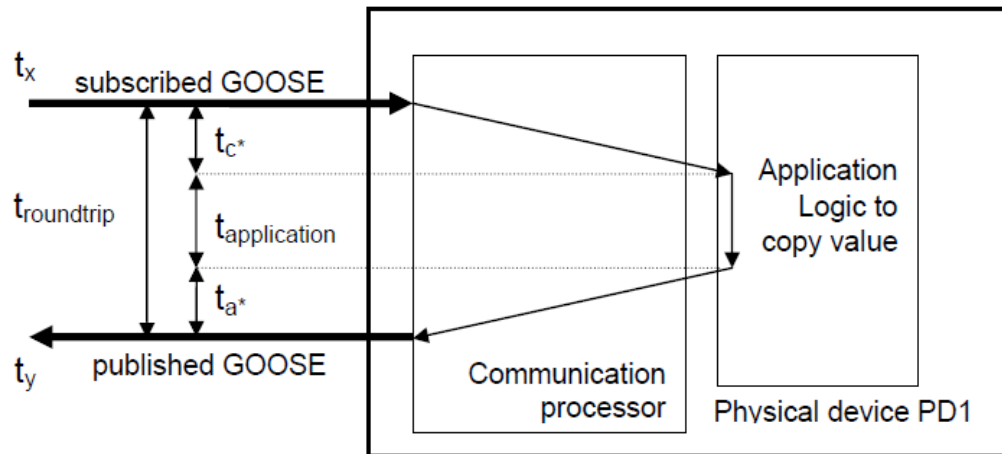 tx
subscribed GOOSE
tc*
troundtrip
tapplication
ta*
ty
published GOOSE
Application
Logic to
copy value
Communication
processor
Physical device PD1